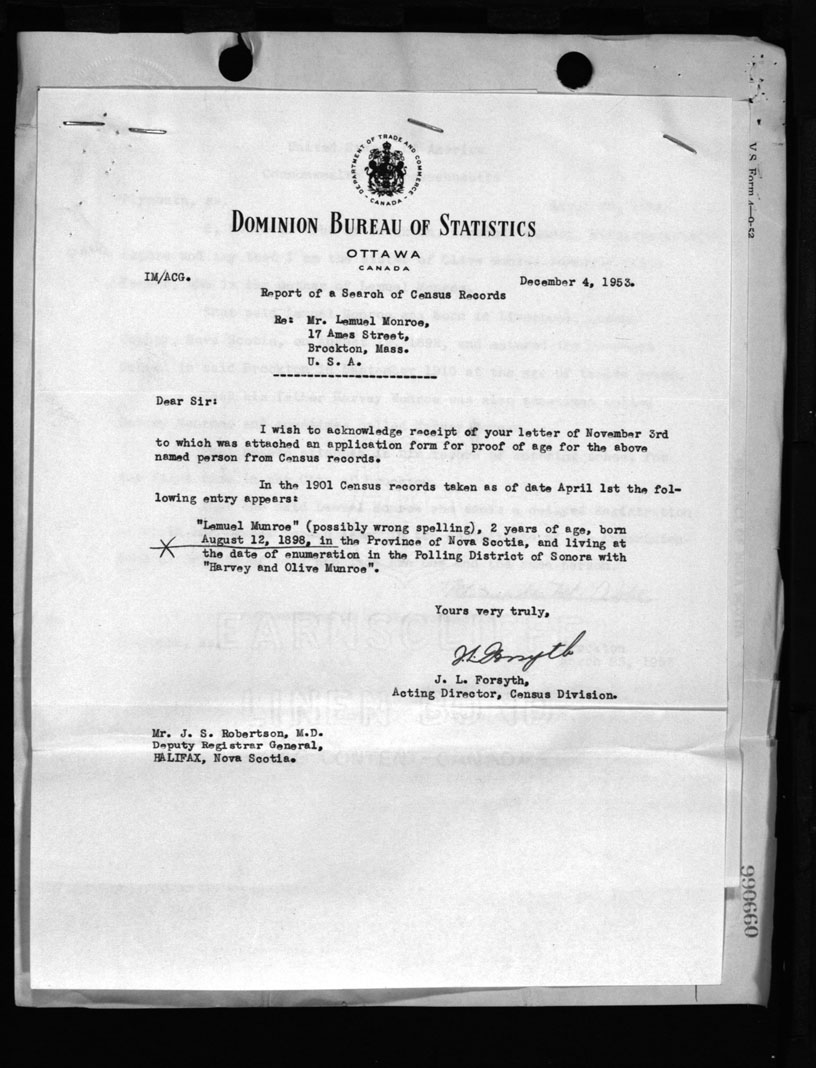 DEPARTMENT OF TRADE AND COMMERCE
CANADA
DOMINION BUREAU OF STATISTICS
OTTAWA
CANADA
IM/ACG.
December 4, 1953.
Report of a Search of Census Records
Re: Mr. Lemuel Monroe,
17 Ames Street,
Brockton, Mass.
U. S. A.
Dear Sir:
I wish to acknowledge receipt of your letter of November 3rd
to which was attached an application form for proof of age for the above
named person from Census records.
In the 1901 Census records taken as of date April 1st the fol-
lowing entry appears:
"Lemuel Munroe" (possibly wrong spelling), 2 years of age, born
August 12, 1898, in the Province of Nova Scotia, and living at
the date of enumeration in the Polling District of Sonora with
"Harvey and Olive Munroe".
Yours very truly,
J. L. Forsyth
J. L. Forsyth,
Acting Director, Census Division.
Mr. J. S. Robertson, M.D.
Deputy Registrar General,
HALIFAX, Nova Scotia.
V.S. Form 4—9-52
990660